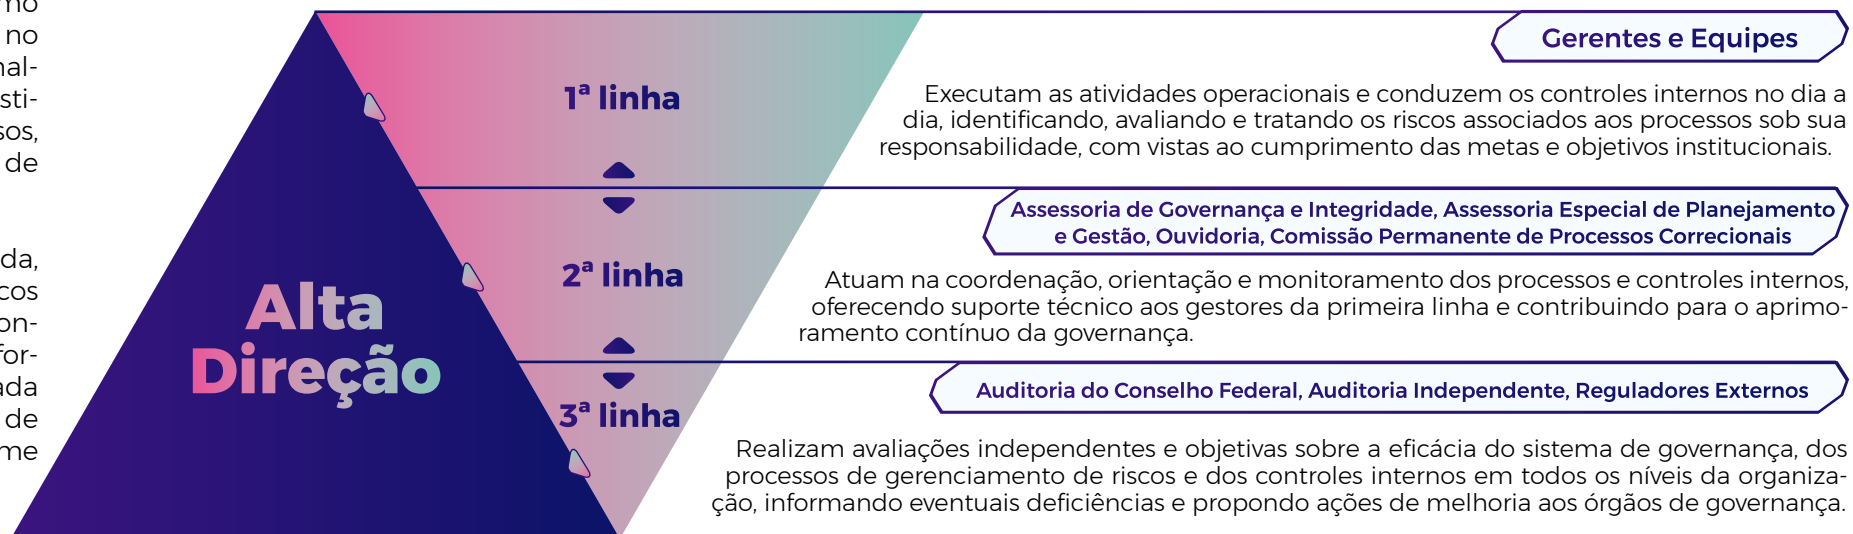 no
de
da,
de
Gerentes e Equipes
1ª linha
Executam as atividades operacionais e conduzem os controles internos no dia a
dia, identificando, avaliando e tratando os riscos associados aos processos sob sua
responsabilidade, com vistas ao cumprimento das metas e objetivos institucionais.
Assessoria de Governança e Integridade, Assessoria Especial de Planejamento
e Gestão, Ouvidoria, Comissão Permanente de Processos Correcionais
2ª linha
Atuam na coordenação, orientação e monitoramento dos processos e controles internos,
oferecendo suporte técnico aos gestores da primeira linha e contribuindo para o aprimo-
ramento contínuo da governança.
Alta
Direção
Auditoria do Conselho Federal, Auditoria Independente, Reguladores Externos
3ª linha
Realizam avaliações independentes e objetivas sobre a eficácia do sistema de governança, dos
processos de gerenciamento de riscos e dos controles internos em todos os níveis da organiza-
ção, informando eventuais deficiências e propondo ações de melhoria aos órgãos de governança.